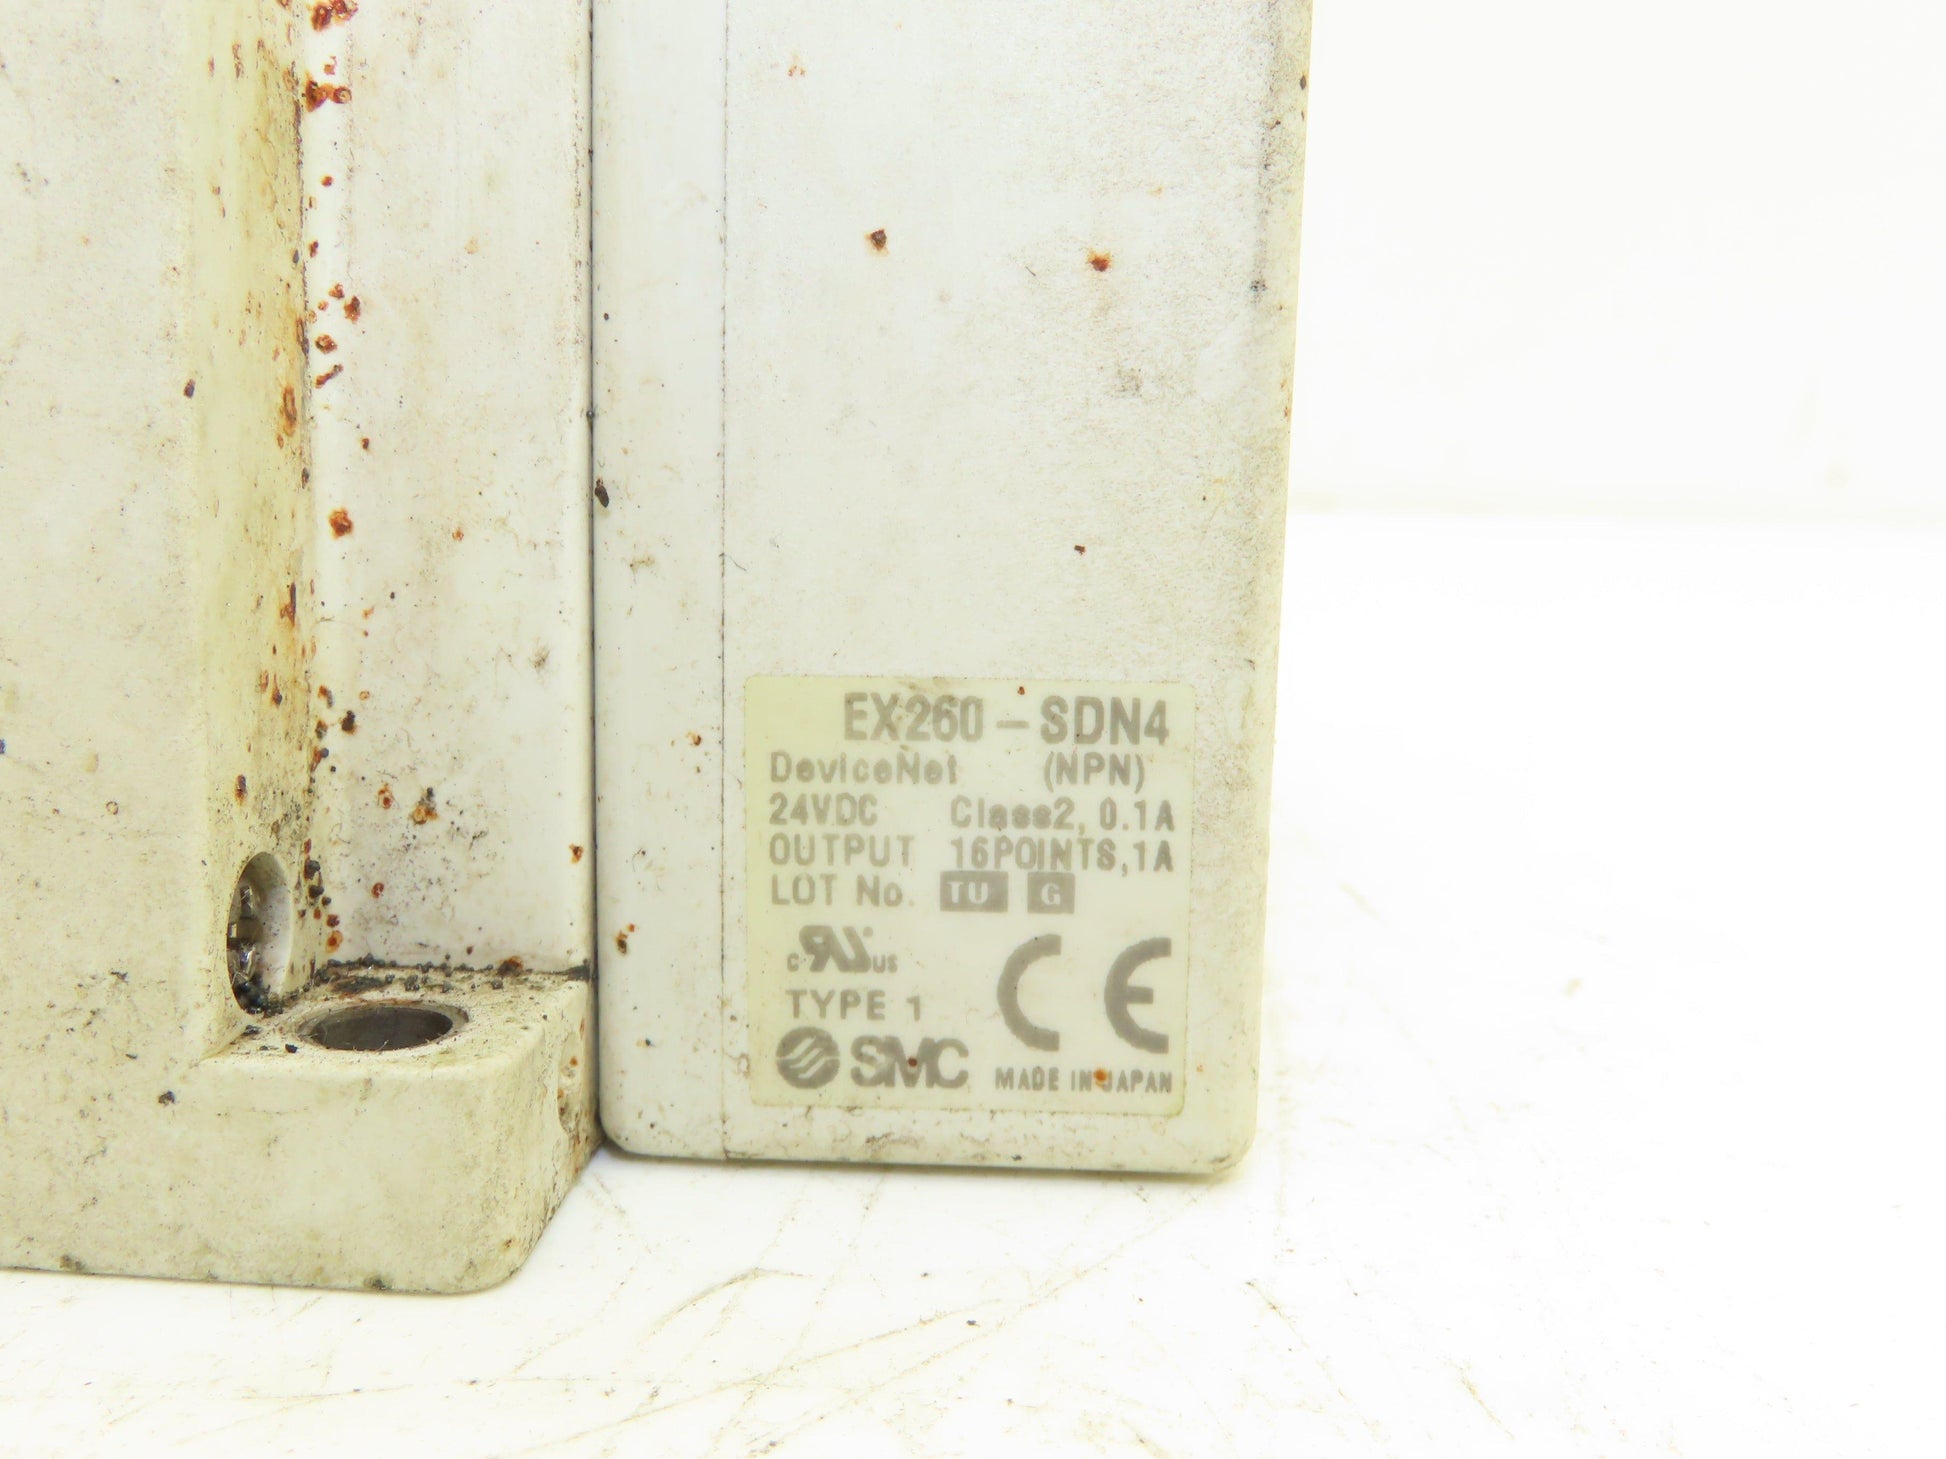 EX260-SDN4
DeviceNet (NPN)
24VDC Class2, 0.1A
OUTPUT 16POINTS, 1A
LOT No. TU G
c RU us
TYPE 1 CE
SMC MADE IN JAPAN